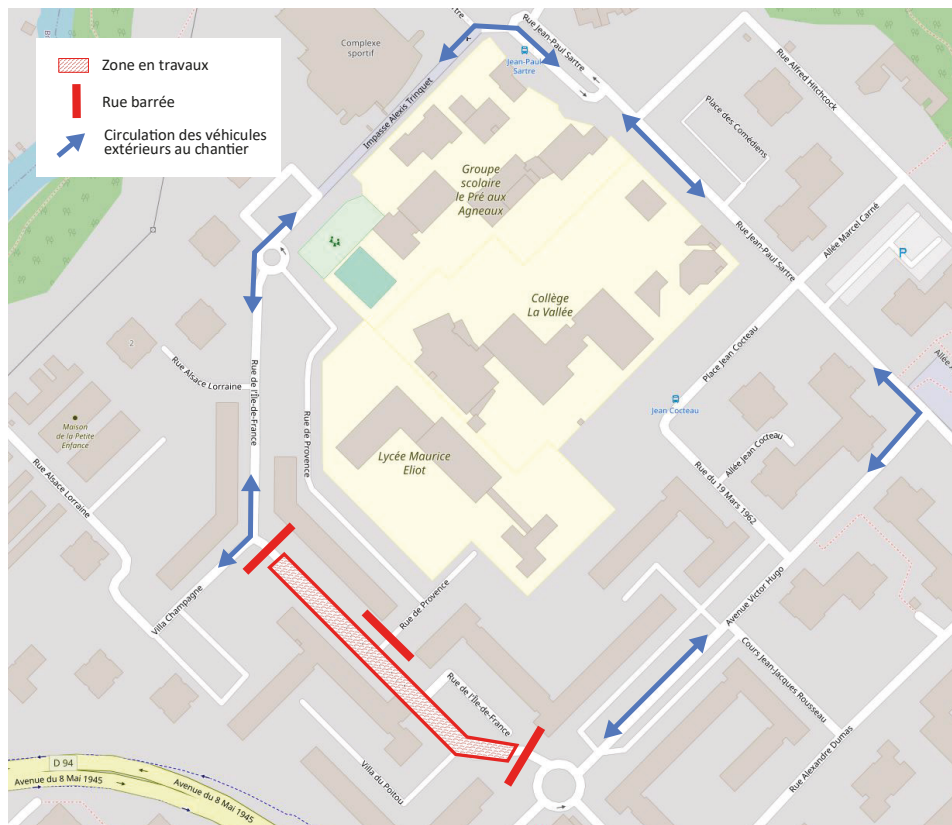 Zone en travaux
Rue barrée
Circulation des véhicules
extérieurs au chantier
Sartre
Complexe
sportif
Jean-Paul
Sartre
Rue Jean-Paul Sartre
Rue Alfred Hitchcock
Impasse Alexis Trinquet
Place des Comédiens
Groupe
scolaire
le Pré aux
Agneaux
Rue Jean-Paul Sartre
Allée Marcel Carné
P
Collège
La Vallée
2
Rue Alsace Lorraine
Rue de l'Île-de-France
Place Jean Cocteau
Jean Cocteau
Maison
de la Petite
Enfance
Rue de Provence
Lycée Maurice
Eliot
Allée Jean Cocteau
Rue Alsace Lorraine
Rue du 19 Mars 1962
Villa Champagne
Rue de Provence
Avenue Victor Hugo
Cours Jean-Jacques Rousseau
Rue de l'Île-de-France
Rue Alexandre Dumas
Villa du Poitou
D 94
Avenue du 8 Mai 1945
Avenue du 8 Mai 1945